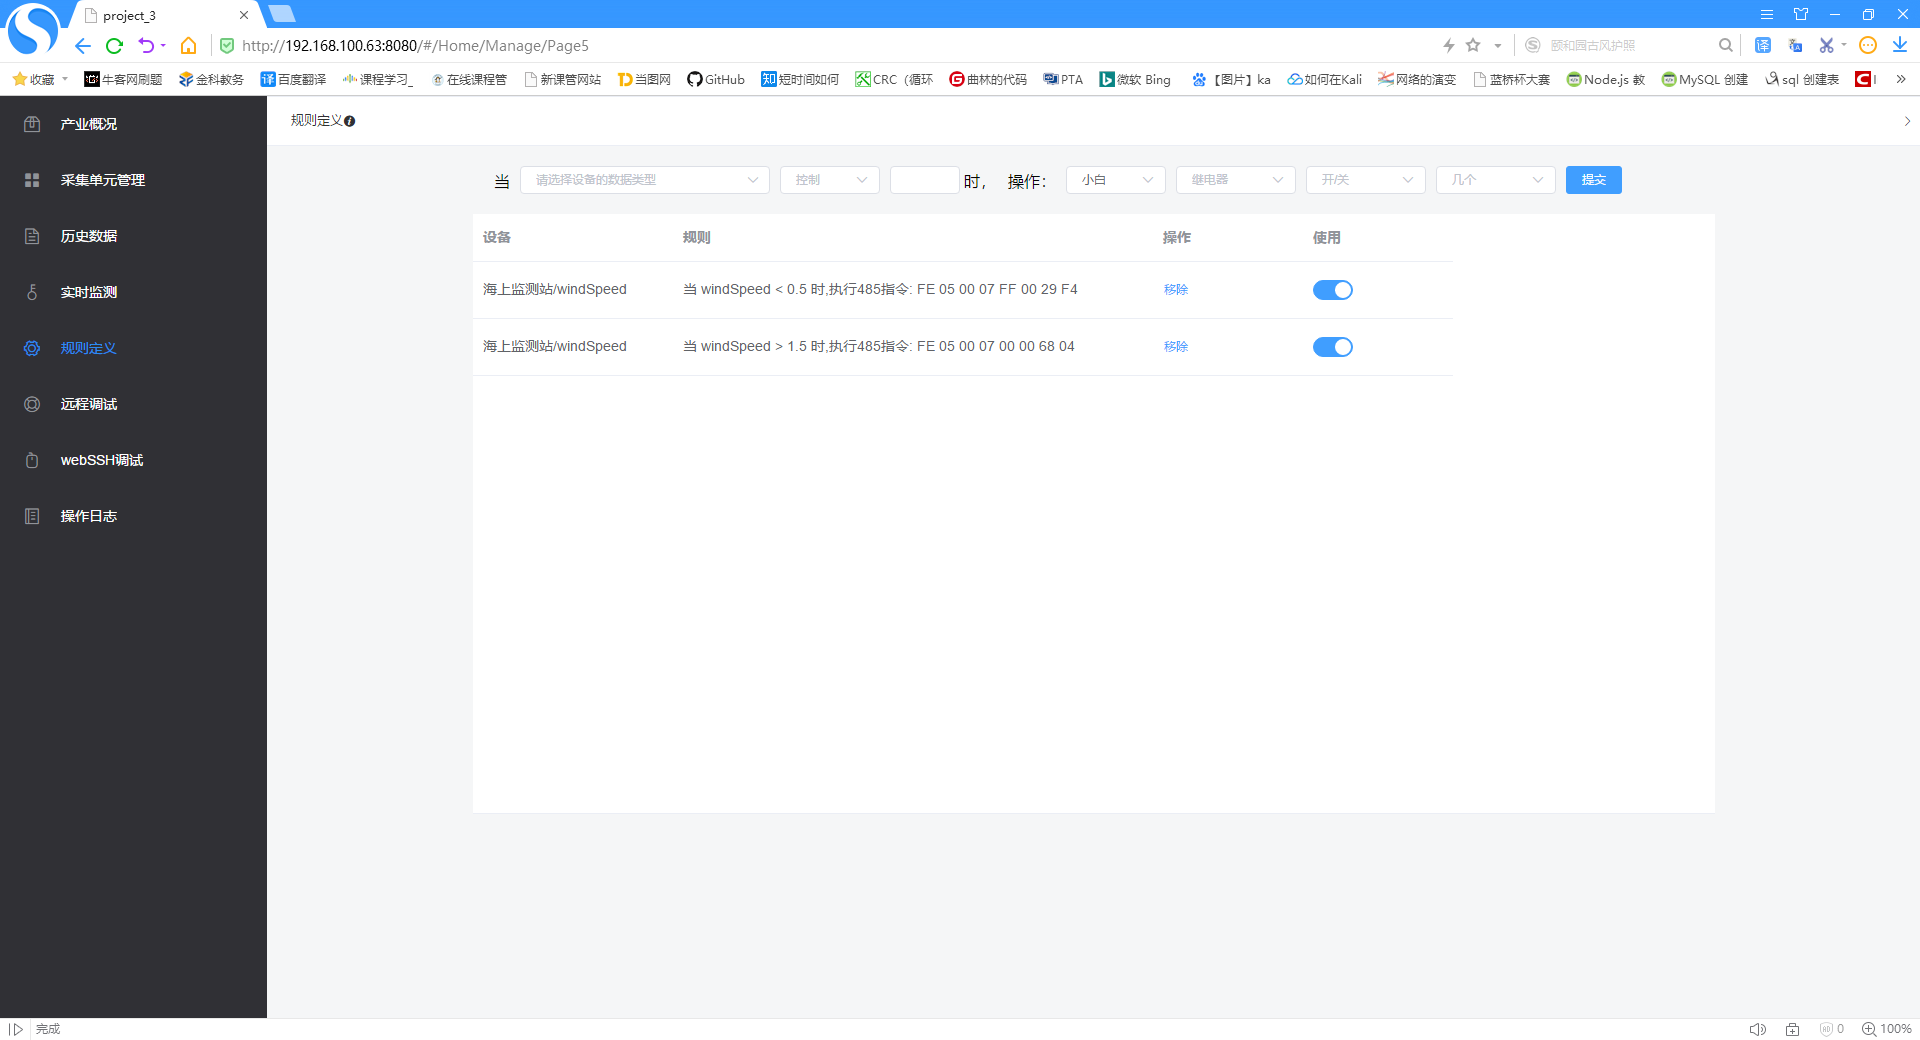 project_3
http://192.168.100.63:8080/#/Home/Manage/Page5
颐和园古风护照
收藏 牛客网刷题 金科教务 百度翻译 课程学习_ 在线课程管 新课管网站 当图网 GitHub 短时间如何 CRC（循环 曲林的代码 PTA 微软 Bing 【图片】ka 如何在Kali 网络的演变 蓝桥杯大赛 Node.js 教 MySQL 创建 sql 创建表
产业概况
采集单元管理
历史数据
实时监测
规则定义
远程调试
webSSH调试
操作日志
规则定义
当 请选择设备的数据类型 控制 时， 操作： 小白 继电器 开/关 几个 提交
设备 规则 操作 使用
海上监测站/windSpeed 当 windSpeed < 0.5 时,执行485指令: FE 05 00 07 FF 00 29 F4 移除
海上监测站/windSpeed 当 windSpeed > 1.5 时,执行485指令: FE 05 00 07 00 00 68 04 移除
完成
0
100%